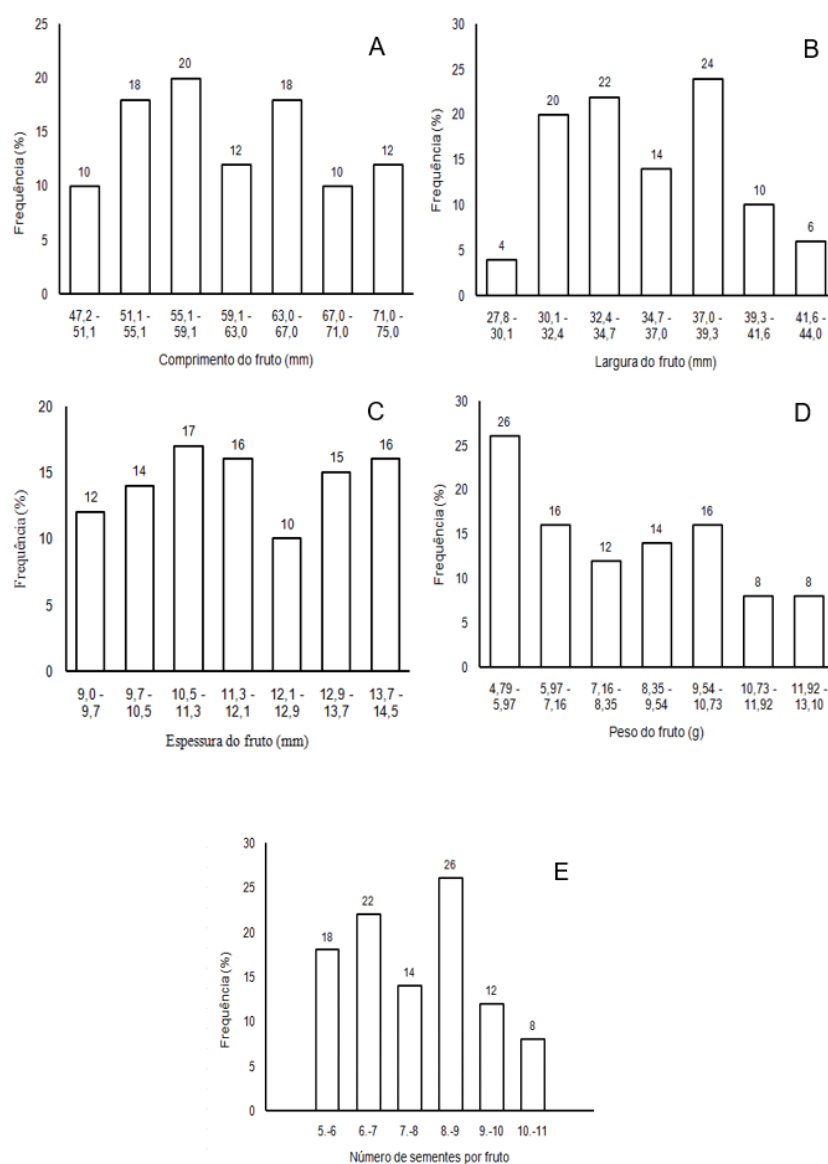 A
Frequência (%)
25
20
15
10
5
0
10
18
20
12
18
10
12
47,2 - 51,1 - 55,1 - 59,1 - 63,0 - 67,0 - 71,0 -
51,1 55,1 59,1 63,0 67,0 71,0 75,0
Comprimento do fruto (mm)
B
Frequência (%)
30
25
20
15
10
5
0
4
20
22
14
24
10
6
27,8 - 30,1 - 32,4 - 34,7 - 37,0 - 39,3 - 41,6 -
30,1 32,4 34,7 37,0 39,3 41,6 44,0
Largura do fruto (mm)
C
Frequência (%)
20
15
10
5
0
12
14
17
16
10
15
16
9,0 - 9,7 - 10,5 - 11,3 - 12,1 - 12,9 - 13,7 -
9,7 10,5 11,3 12,1 12,9 13,7 14,5
Espessura do fruto (mm)
D
Frequência (%)
30
25
20
15
10
5
0
26
16
12
14
16
8
8
4,79 - 5,97 - 7,16 - 8,35 - 9,54 - 10,73 - 11,92 -
5,97 7,16 8,35 9,54 10,73 11,92 13,10
Peso do fruto (g)
E
Frequência (%)
30
25
20
15
10
5
0
18
22
14
26
12
8
5.-6 6.-7 7.-8 8.-9 9.-10 10.-11
Número de sementes por fruto